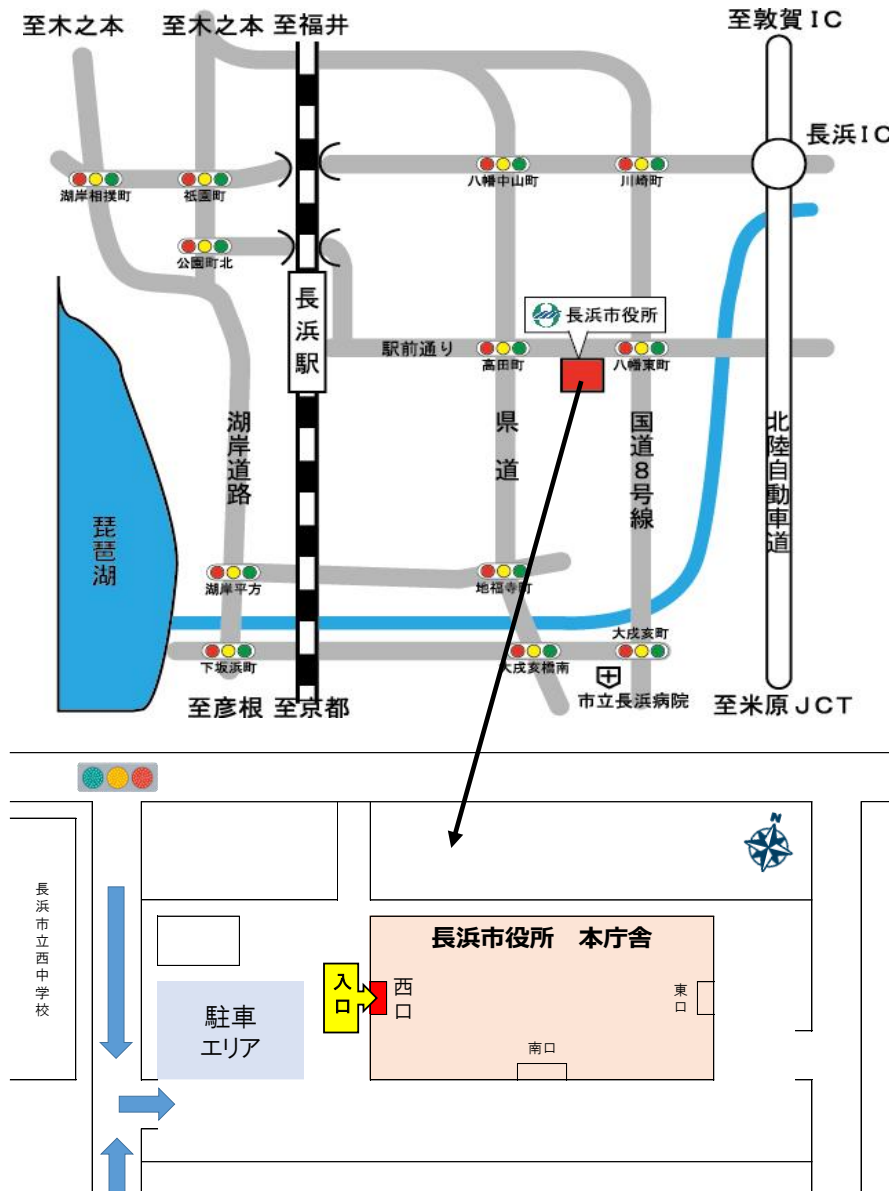 至木之本
至木之本
至福井
至敦賀IC
長浜IC
湖岸相撲町
祇園町
八幡中山町
川崎町
公園町北
長浜駅
長浜市役所
駅前通り
高田町
八幡東町
湖岸道路
県道
国道8号線
北陸自動車道
琵琶湖
湖岸平方
地福寺町
下坂浜町
大戌亥橋南
大戌亥町
市立長浜病院
至彦根
至京都
至米原JCT
N
長浜市立西中学校
長浜市役所 本庁舎
入口
西口
東口
駐車
エリア
南口